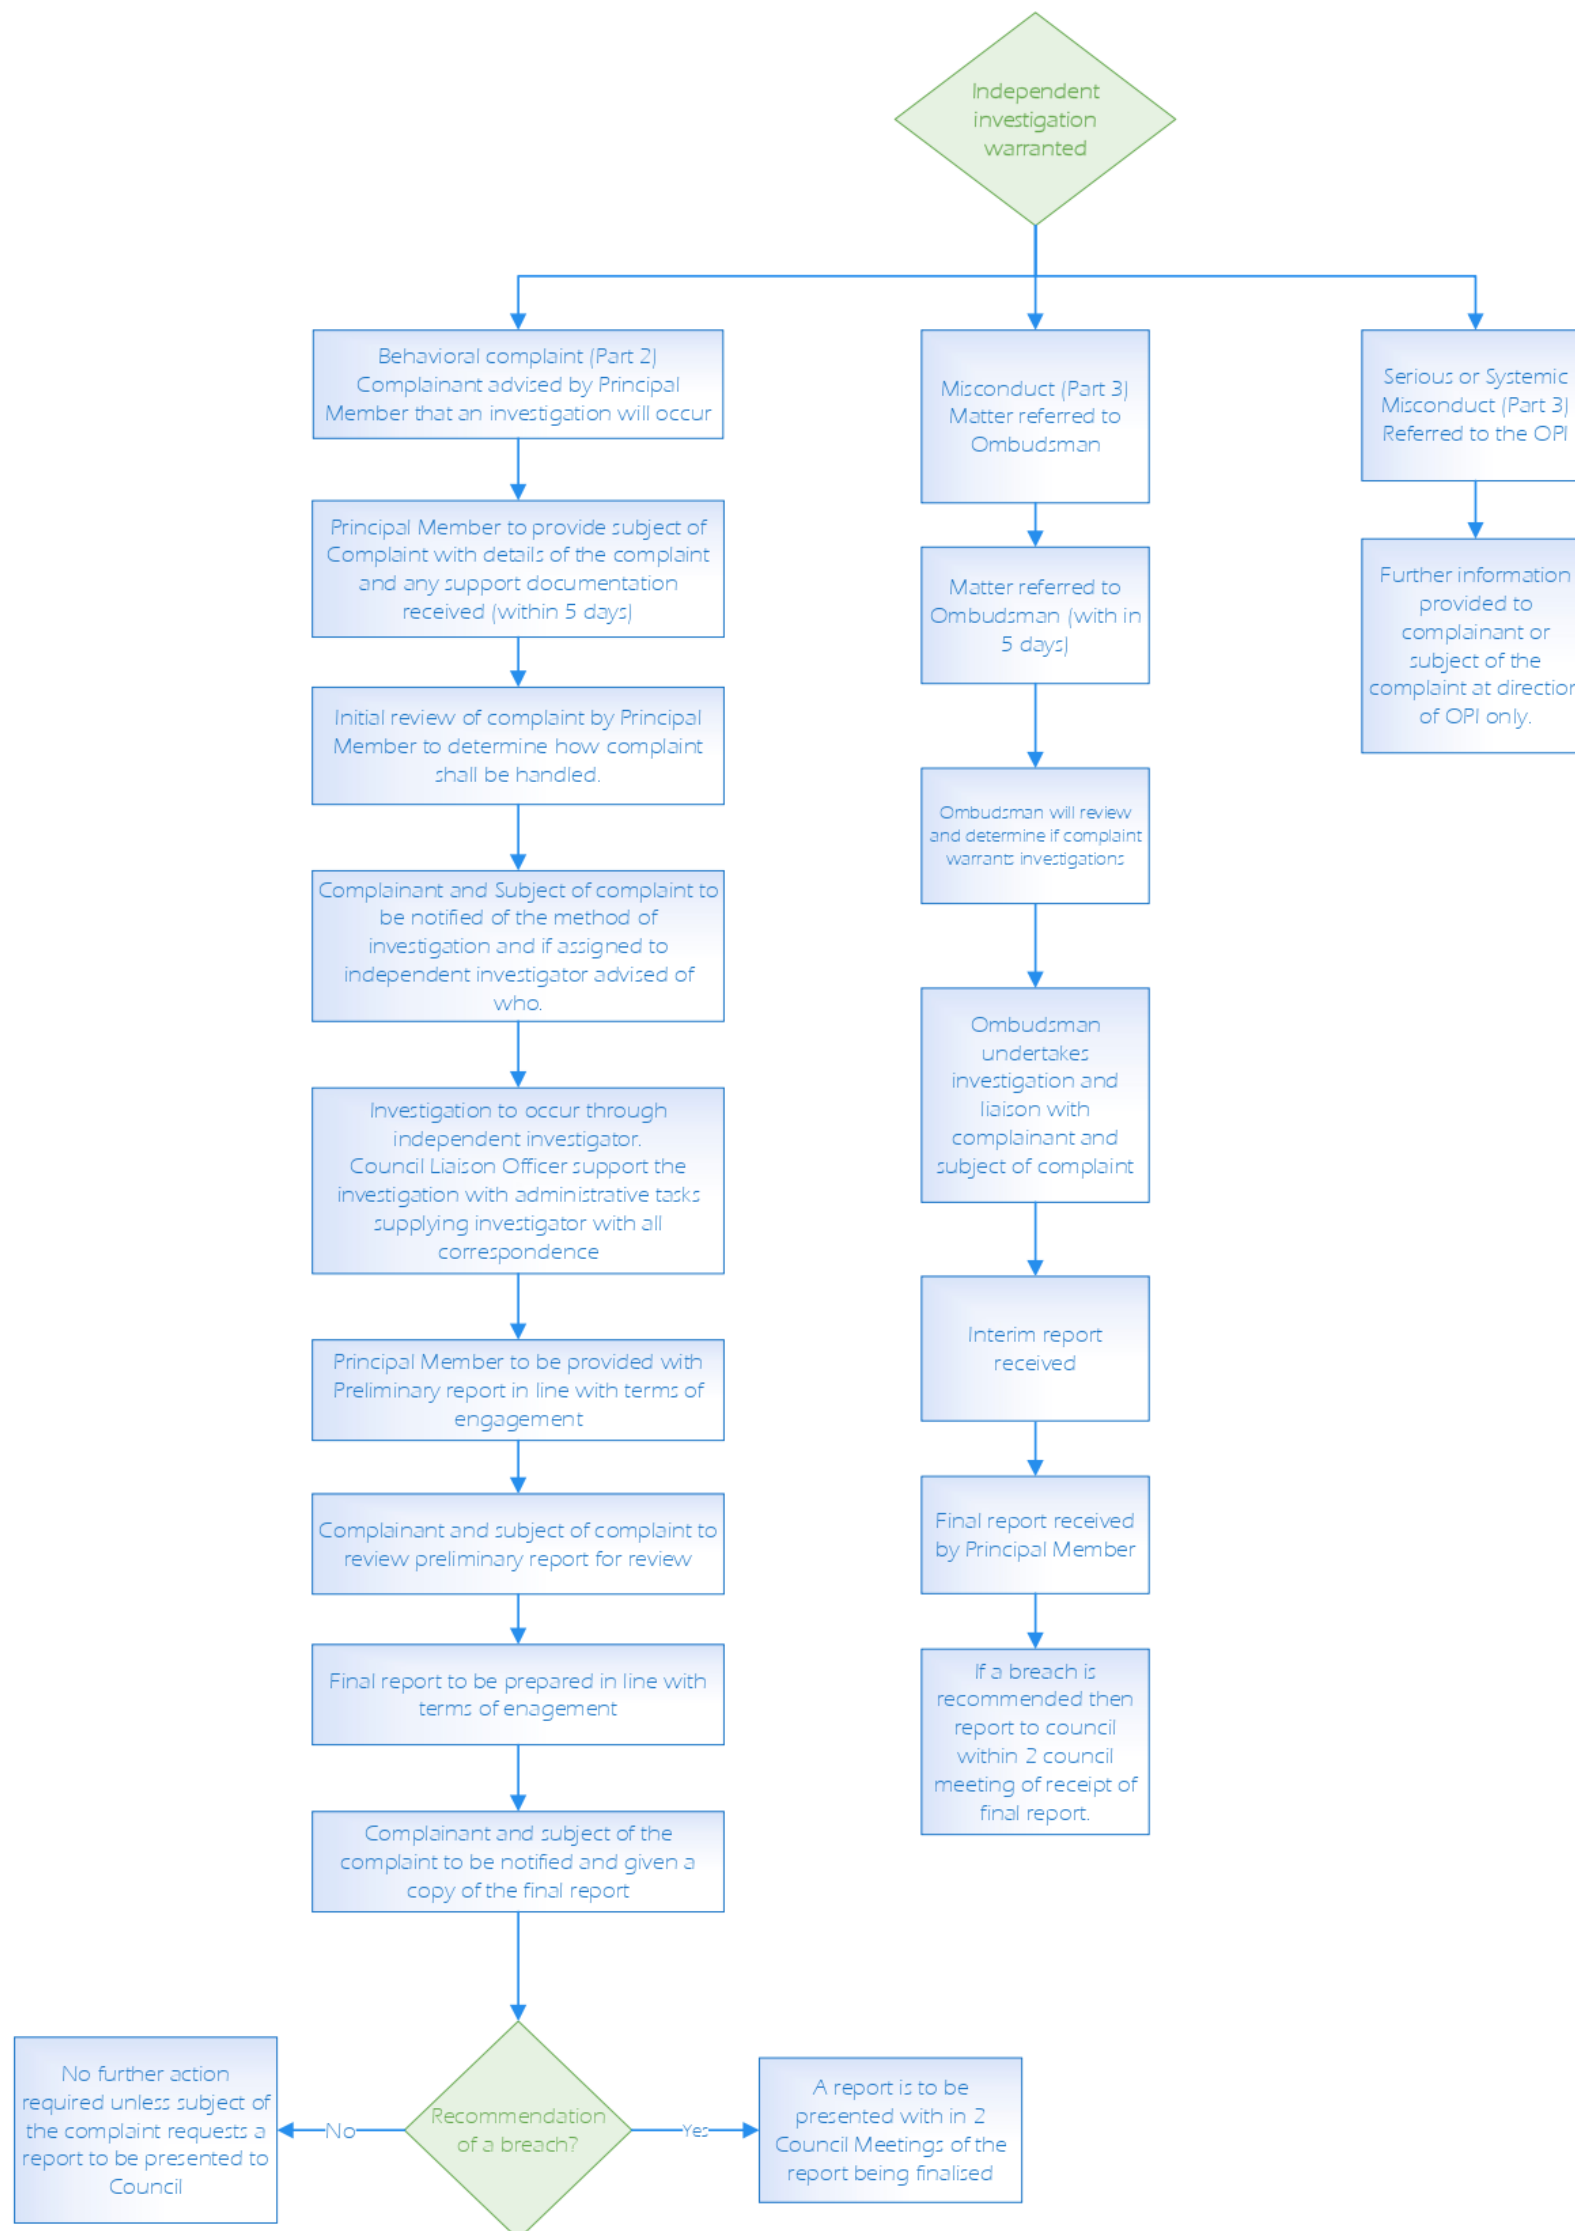 Independent
investigation
warranted
Behavioral complaint (Part 2)
Complainant advised by Principal
Member that an investigation will occur
Principal Member to provide subject of
Complaint with details of the complaint
and any support documentation
received (within 5 days)
Initial review of complaint by Principal
Member to determine how complaint
shall be handled.
Complainant and Subject of complaint to
be notified of the method of
investigation and if assigned to
independent investigator advised of
who.
Investigation to occur through
independent investigator.
Council Liaison Officer support the
investigation with administrative tasks
supplying investigator with all
correspondence
Principal Member to be provided with
Preliminary report in line with terms of
engagement
Complainant and subject of complaint to
review preliminary report for review
Final report to be prepared in line with
terms of enagement
Complainant and subject of the
complaint to be notified and given a
copy of the final report
Recommendation
of a breach?
No
No further action
required unless subject of
the complaint requests a
report to be presented to
Council
Yes
A report is to be
presented with in 2
Council Meetings of the
report being finalised
Misconduct (Part 3)
Matter referred to
Ombudsman
Matter referred to
Ombudsman (with in
5 days)
Ombudsman will review
and determine if complaint
warrants investigations
Ombudsman
undertakes
investigation and
liaison with
complainant and
subject of complaint
Interim report
received
Final report received
by Principal Member
If a breach is
recommended then
report to council
within 2 council
meeting of receipt of
final report.
Serious or Systemic
Misconduct (Part 3)
Referred to the OPI
Further information
provided to
complainant or
subject of the
complaint at direction
of OPI only.